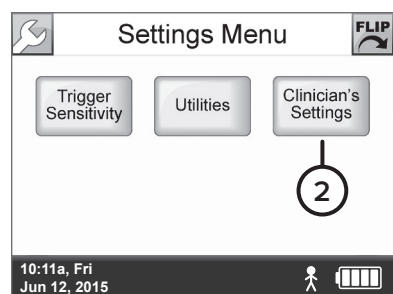 Settings Menu
FLIP
Trigger
Sensitivity
Utilities
Clinician's
Settings
2
10:11a, Fri
Jun 12, 2015